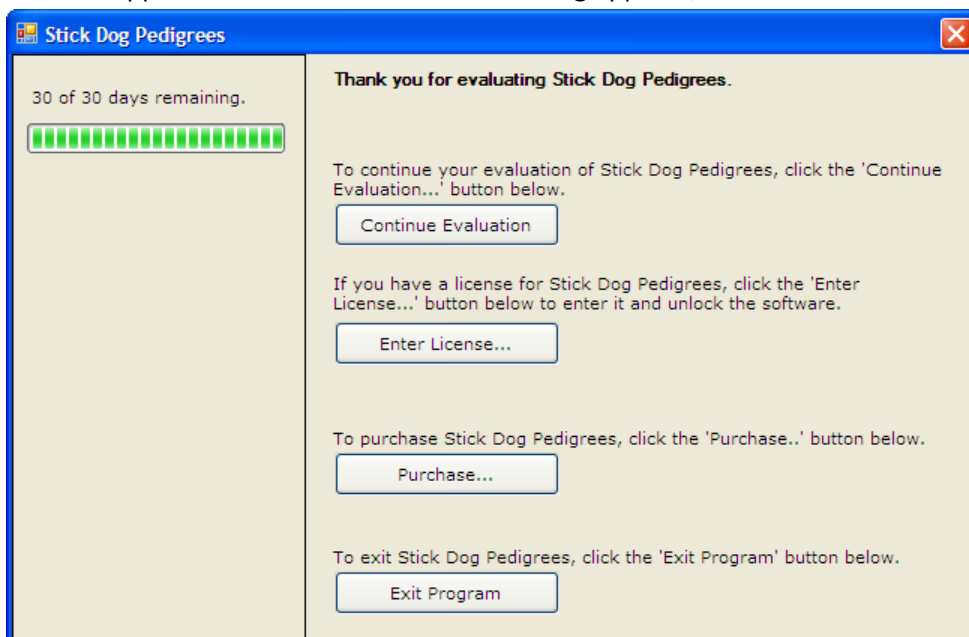 Stick Dog Pedigrees
30 of 30 days remaining.
Thank you for evaluating Stick Dog Pedigrees.
To continue your evaluation of Stick Dog Pedigrees, click the 'Continue
Evaluation...' button below.
Continue Evaluation
If you have a license for Stick Dog Pedigrees, click the 'Enter
License...' button below to enter it and unlock the software.
Enter License...
To purchase Stick Dog Pedigrees, click the 'Purchase..' button below.
Purchase...
To exit Stick Dog Pedigrees, click the 'Exit Program' button below.
Exit Program